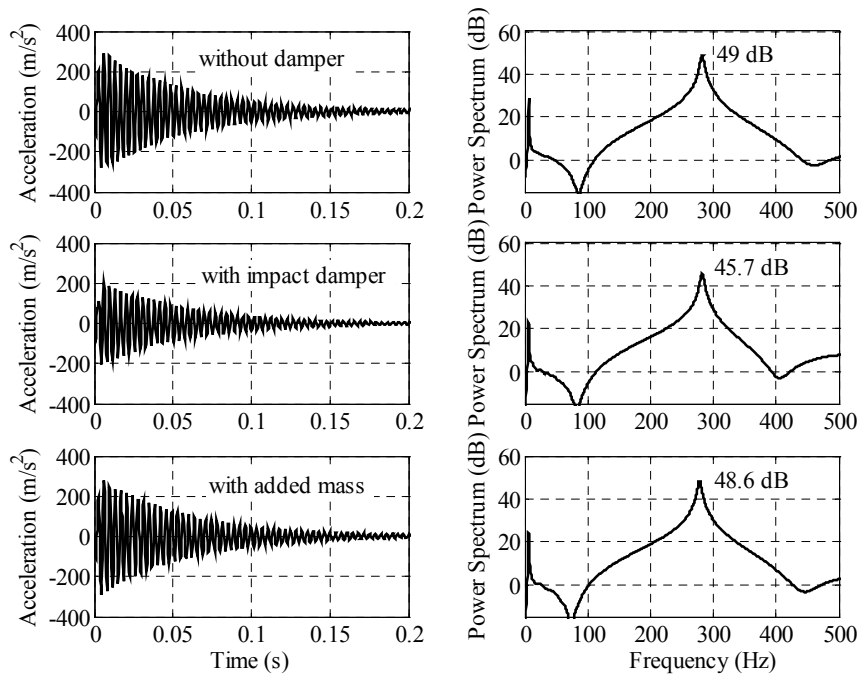 400
200
0
-200
-400
Acceleration (m/s²)
without damper
0 0.05 0.1 0.15 0.2
60
40
20
0
Power Spectrum (dB)
49 dB
0 100 200 300 400 500
400
200
0
-200
-400
Acceleration (m/s²)
with impact damper
0 0.05 0.1 0.15 0.2
60
40
20
0
Power Spectrum (dB)
45.7 dB
0 100 200 300 400 500
400
200
0
-200
-400
Acceleration (m/s²)
with added mass
0 0.05 0.1 0.15 0.2
Time (s)
60
40
20
0
Power Spectrum (dB)
48.6 dB
0 100 200 300 400 500
Frequency (Hz)